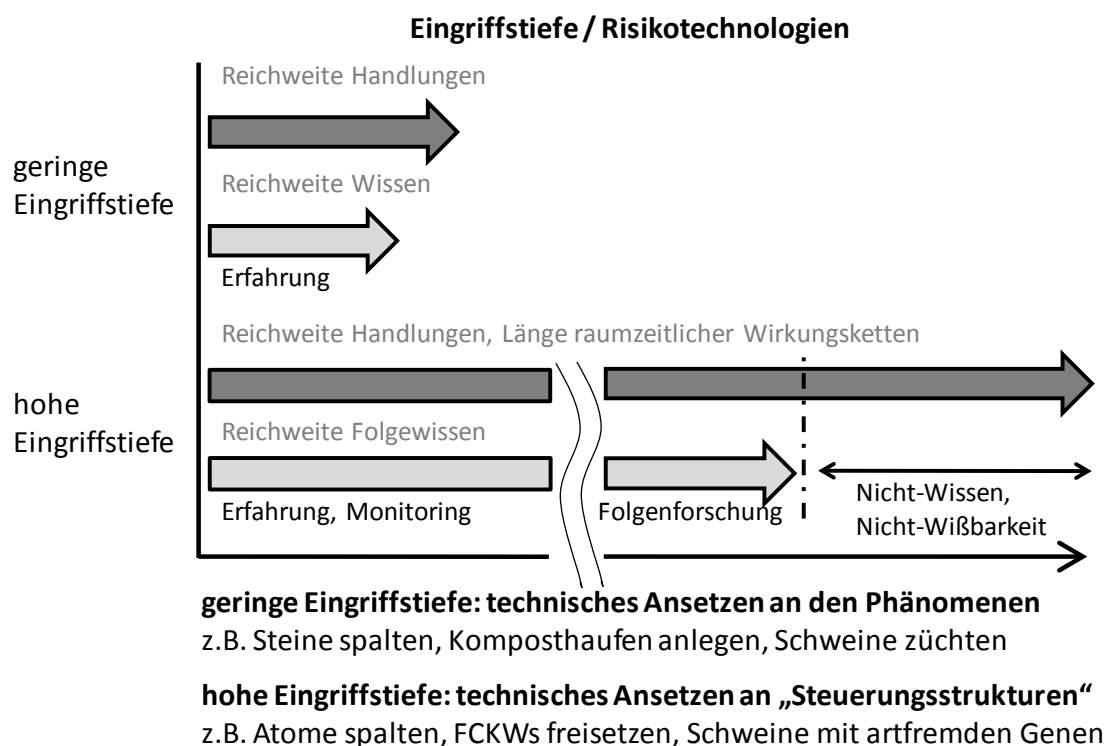 Eingriffstiefe / Risikotechnologien
Reichweite Handlungen
geringe
Eingriffstiefe
Reichweite Wissen
Erfahrung
Reichweite Handlungen, Länge raumzeitlicher Wirkungsketten
hohe
Eingriffstiefe
Reichweite Folgewissen
Erfahrung, Monitoring
Folgenforschung
Nicht-Wissen,
Nicht-Wißbarkeit
geringe Eingriffstiefe: technisches Ansetzen an den Phänomenen
z.B. Steine spalten, Komposthaufen anlegen, Schweine züchten
hohe Eingriffstiefe: technisches Ansetzen an „Steuerungsstrukturen“
z.B. Atome spalten, FCKWs freisetzen, Schweine mit artfremden Genen